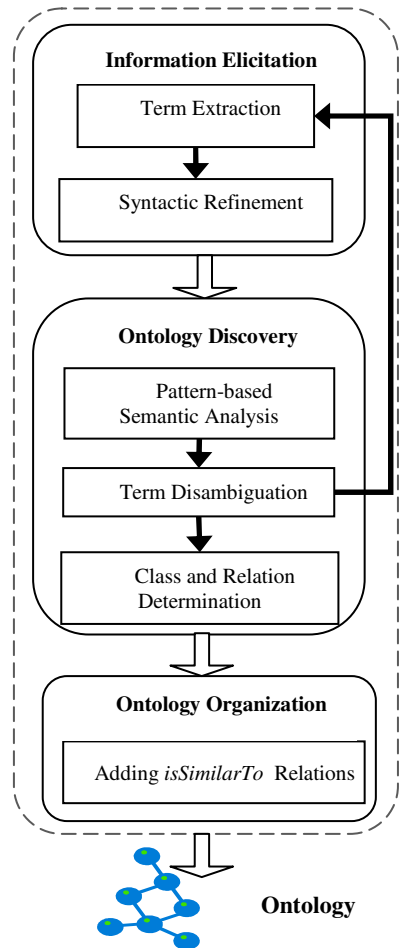 Information Elicitation
Term Extraction
Syntactic Refinement
Ontology Discovery
Pattern-based
Semantic Analysis
Term Disambiguation
Class and Relation
Determination
Ontology Organization
Adding isSimilarTo Relations
Ontology